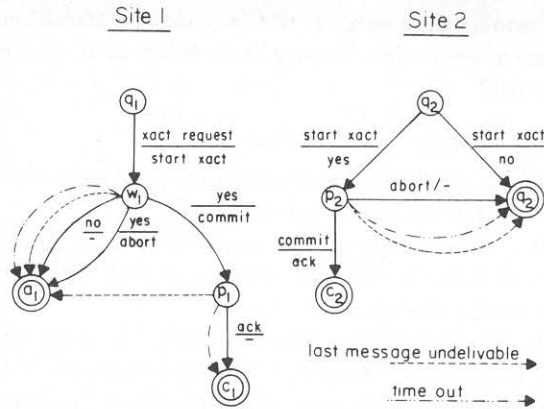 Site 1
Site 2
q1
q2
xact request
start xact
start xact
yes
start xact
no
w1
yes
commit
p2
abort/-
q2
no
-
yes
abort
commit
ack
a1
p1
c2
ack
-
last message undelivable
c1
time out